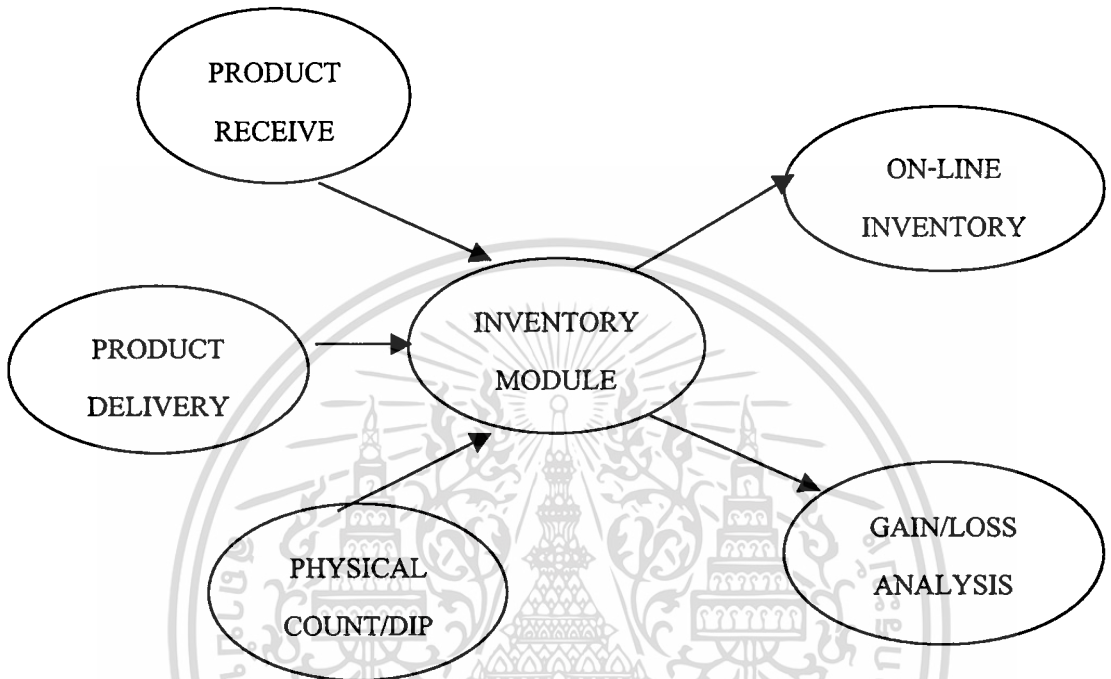 PRODUCT
RECEIVE
ON-LINE
INVENTORY
INVENTORY
MODULE
PRODUCT
DELIVERY
GAIN/LOSS
ANALYSIS
PHYSICAL
COUNT/DIP